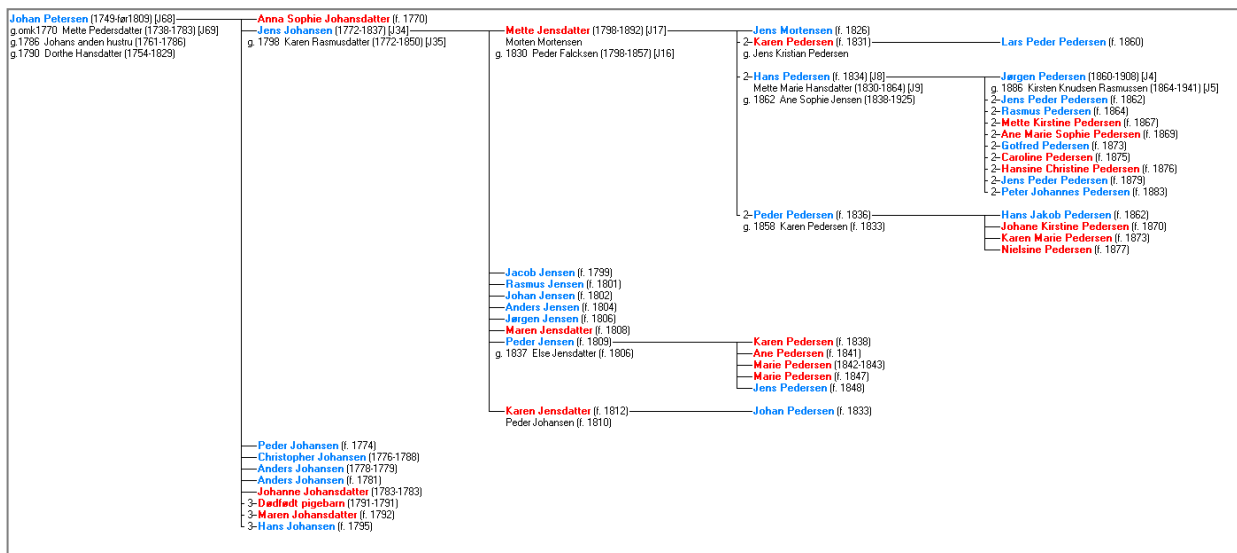 Johan Petersen (1749-før1809) [J68]
g.omk1770 Mette Pedersdatter (1738-1783) [J69]
g.1786 Johans anden hustru (1761-1786)
g.1790 Dorthe Hansdatter (1754-1829)
Anna Sophie Johansdatter (f. 1770)
Jens Johansen (1772-1837) [J34]
g. 1798 Karen Rasmusdatter (1772-1850) [J35]
Mette Jensdatter (1798-1892) [J17]
Morten Mortensen
g. 1830 Peder Falcksen (1798-1857) [J16]
Jens Mortensen (f. 1826)
2 Karen Pedersen (f. 1831)
g. Jens Kristian Pedersen
Lars Peder Pedersen (f. 1860)
2 Hans Pedersen (f. 1834) [J8]
Mette Marie Hansdatter (1830-1864) [J9]
g. 1862 Ane Sophie Jensen (1838-1925)
Jørgen Pedersen (1860-1908) [J4]
g. 1886 Kirsten Knudsen Rasmussen (1864-1941) [J5]
2 Jens Peder Pedersen (f. 1862)
2 Rasmus Pedersen (f. 1864)
2 Mette Kirstine Pedersen (f. 1867)
2 Ane Marie Sophie Pedersen (f. 1869)
2 Gotfred Pedersen (f. 1873)
2 Caroline Pedersen (f. 1875)
2 Hansine Christine Pedersen (f. 1876)
2 Jens Peder Pedersen (f. 1879)
2 Peter Johannes Pedersen (f. 1883)
2 Peder Pedersen (f. 1836)
g. 1858 Karen Pedersen (f. 1833)
Hans Jakob Pedersen (f. 1862)
Johane Kirstine Pedersen (f. 1870)
Karen Marie Pedersen (f. 1873)
Nielsine Pedersen (f. 1877)
Jacob Jensen (f. 1799)
Rasmus Jensen (f. 1801)
Johan Jensen (f. 1802)
Anders Jensen (f. 1804)
Jørgen Jensen (f. 1806)
Maren Jensdatter (f. 1808)
Peder Jensen (f. 1809)
g. 1837 Else Jensdatter (f. 1806)
Karen Pedersen (f. 1838)
Ane Pedersen (f. 1841)
Marie Pedersen (1842-1843)
Marie Pedersen (f. 1847)
Jens Pedersen (f. 1848)
Karen Jensdatter (f. 1812)
Peder Johansen (f. 1810)
Johan Pedersen (f. 1833)
Peder Johansen (f. 1774)
Christopher Johansen (1776-1788)
Anders Johansen (1778-1779)
Anders Johansen (f. 1781)
Johanne Johansdatter (1783-1783)
3 Dødfødt pigebarn (1791-1791)
3 Maren Johansdatter (f. 1792)
3 Hans Johansen (f. 1795)